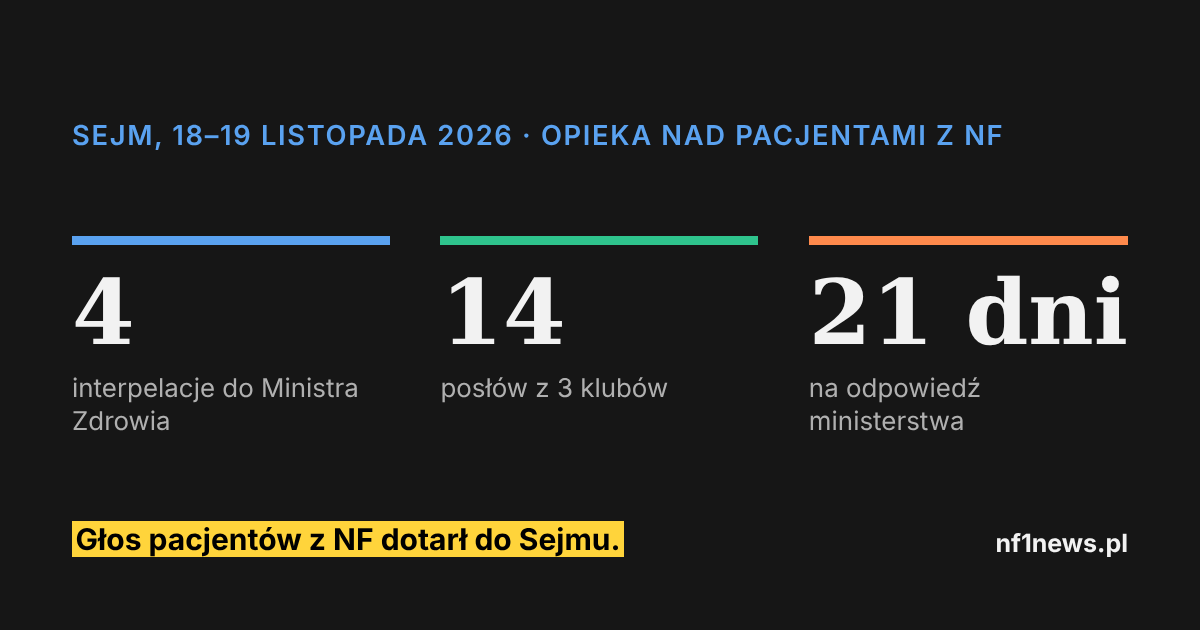 SEJM, 18–19 LISTOPADA 2026 · OPIEKA NAD PACJENTAMI Z NF
4
interpelacje do Ministra
Zdrowia
14
posłów z 3 klubów
21 dni
na odpowiedź
ministerstwa
Głos pacjentów z NF dotarł do Sejmu.
nf1news.pl